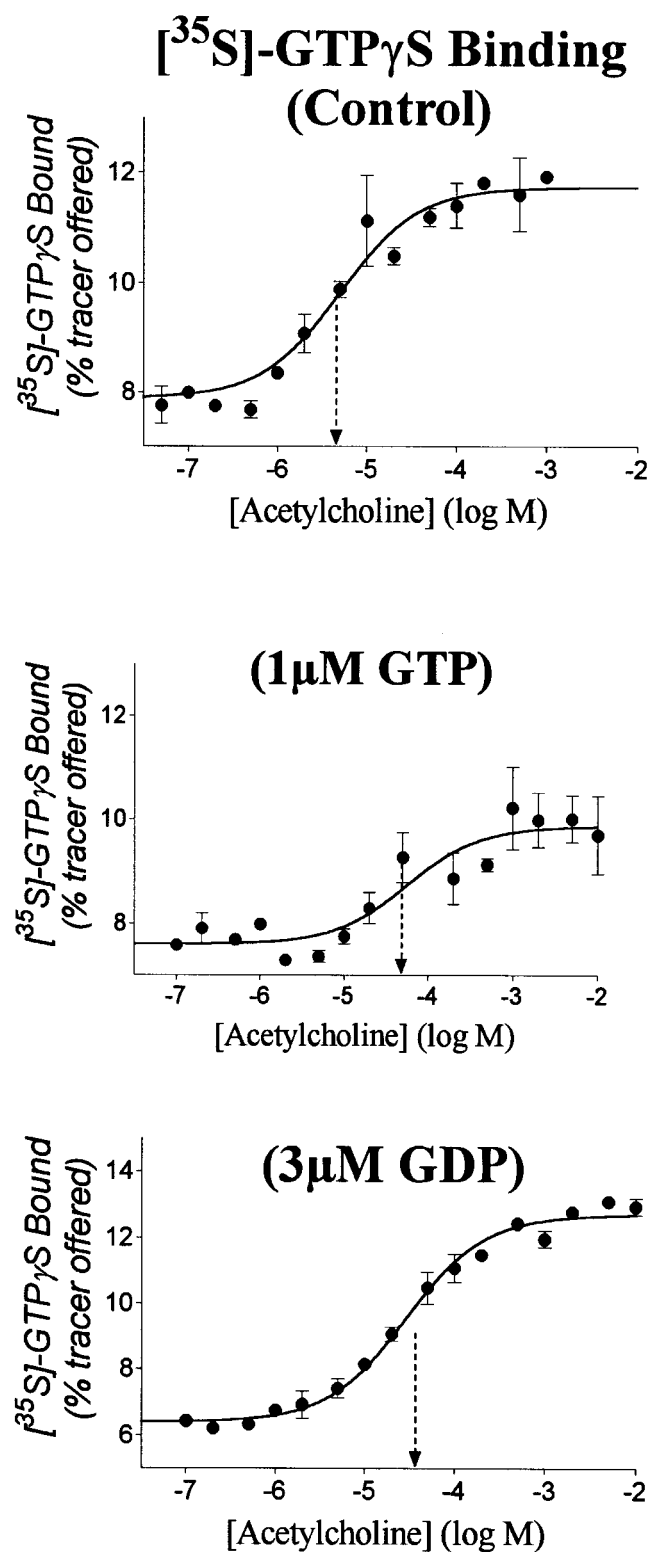 [³⁵S]-GTPγS Binding
(Control)
[³⁵S]-GTPγS Bound
(% tracer offered)
12
10
8
-7 -6 -5 -4 -3 -2
[Acetylcholine] (log M)
(1μM GTP)
[³⁵S]-GTPγS Bound
(% tracer offered)
12
10
8
-7 -6 -5 -4 -3 -2
[Acetylcholine] (log M)
(3μM GDP)
[³⁵S]-GTPγS Bound
(% tracer offered)
14
12
10
8
6
-7 -6 -5 -4 -3 -2
[Acetylcholine] (log M)